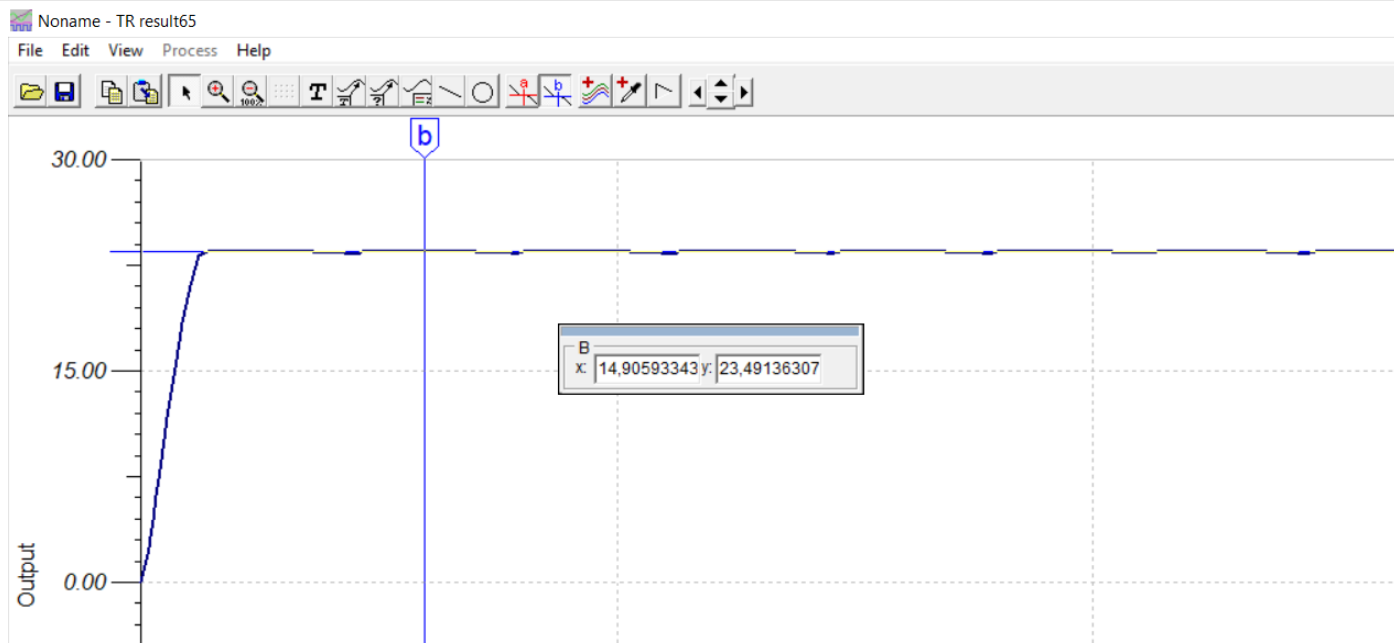 Noname - TR result65
File Edit View Process Help
100%
T T ? =z a b
b
30.00
B
x: 14,90593343 y: 23,49136307
15.00
Output
0.00